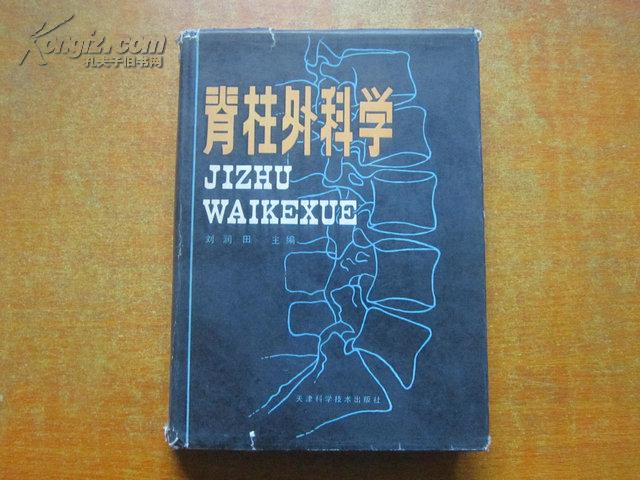 Kongfz.com
孔夫子旧书网
脊柱外科学
JIZHU
WAIKEXUE
刘润田 主编
天津科学技术出版社